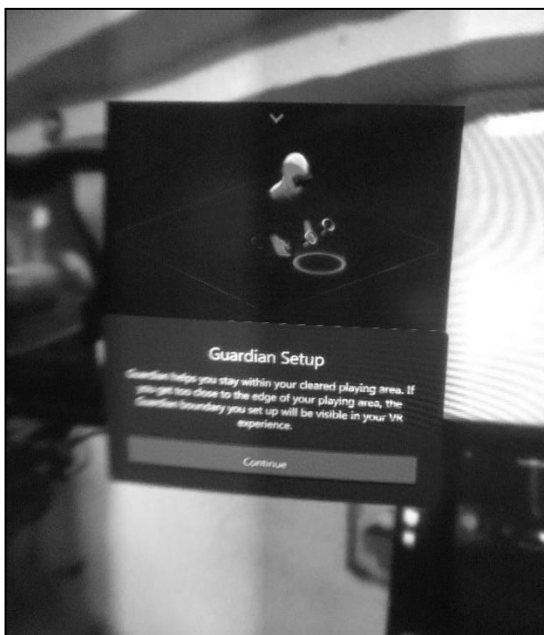 Guardian Setup
Guardian helps you stay within your cleared playing area. If
you get too close to the edge of your playing area, the
Guardian boundary you set up will be visible in your VR
experience.
Continue